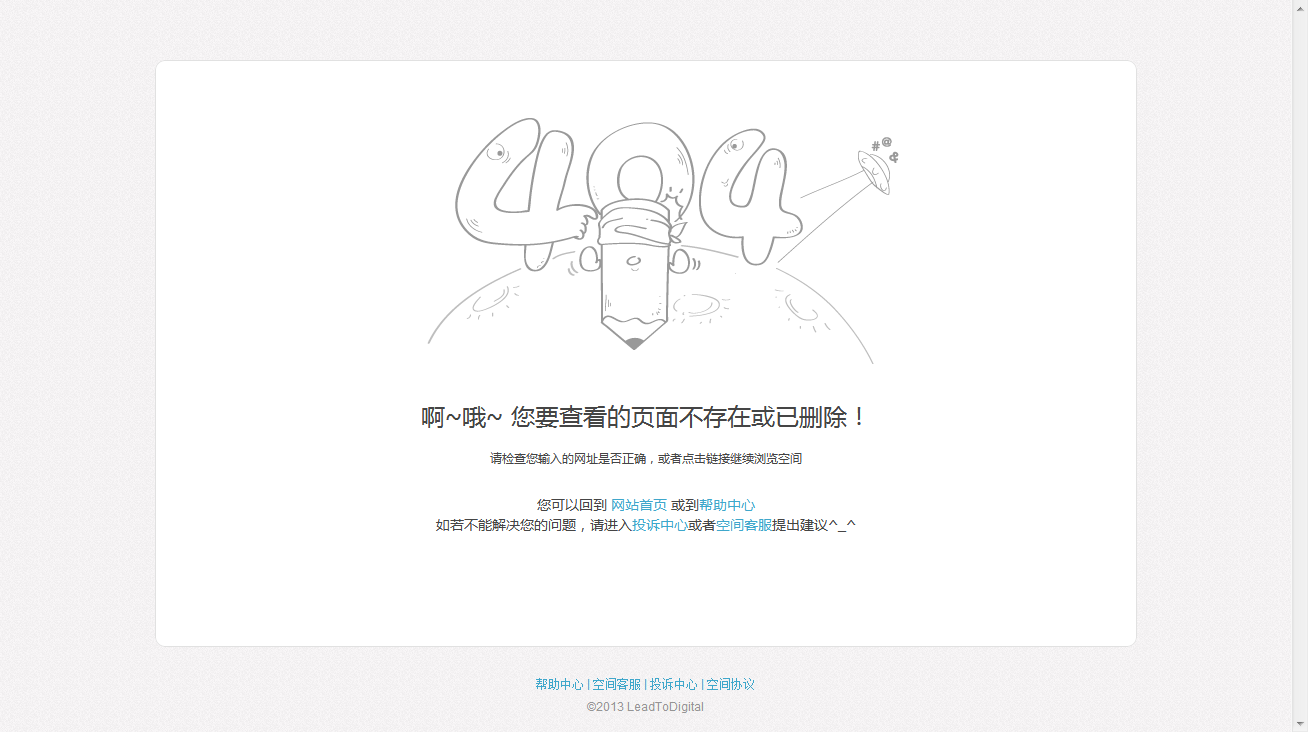 404
#@&
啊~哦~ 您要查看的页面不存在或已删除！
请检查您输入的网址是否正确，或者点击链接继续浏览空间
您可以回到 网站首页 或到帮助中心
如若不能解决您的问题，请进入投诉中心或者空间客服提出建议^_^
帮助中心 | 空间客服 | 投诉中心 | 空间协议
©2013 LeadToDigital